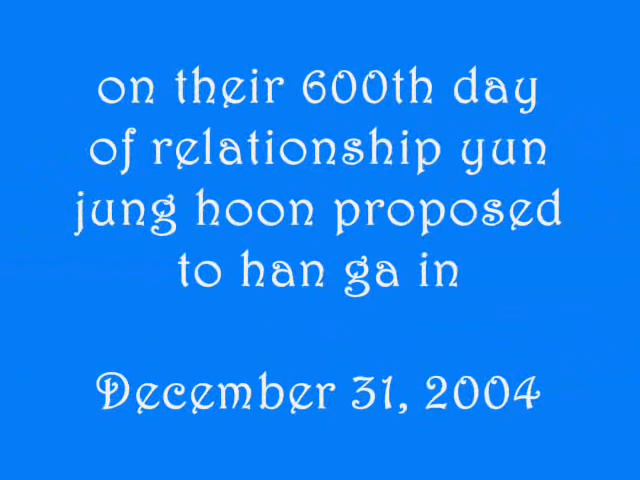 on their 600th day
of relationship yun
jung hoon proposed
to han ga in
December 31, 2004